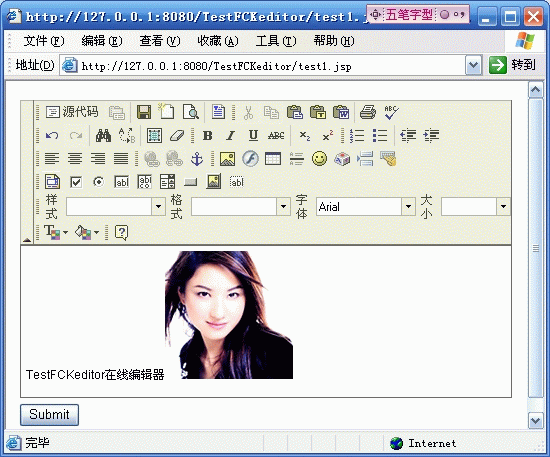 http://127.0.0.1:8080/TestFCKeditor/test1.j
五笔字型
文件(F) 编辑(E) 查看(V) 收藏(A) 工具(T) 帮助(H)
地址(D) http://127.0.0.1:8080/TestFCKeditor/test1.jsp 转到
源代码
ABC
B I U ABC ×₂ ×²
样式 格式 字体 Arial 大小
TestFCKeditor在线编辑器
Submit
完毕 Internet